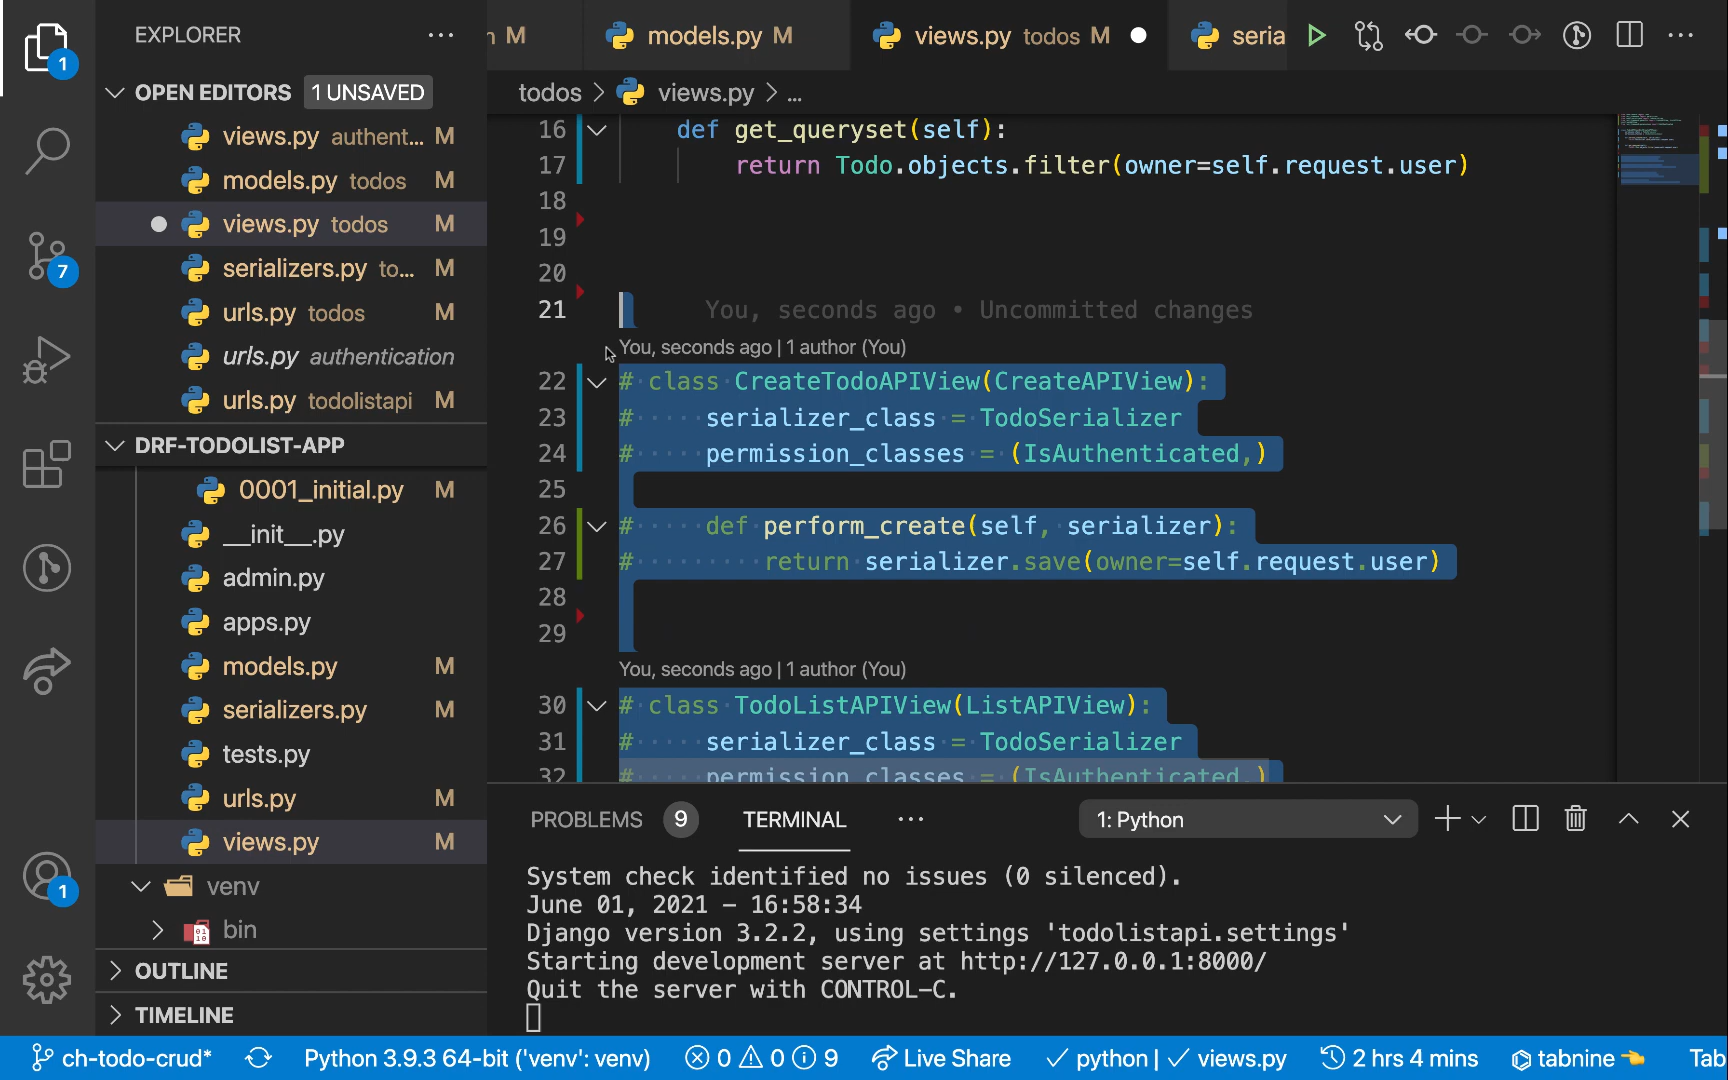 EXPLORER
1
OPEN EDITORS 1 UNSAVED
views.py authent... M
models.py todos M
views.py todos M
serializers.py to... M
urls.py todos M
urls.py authentication
urls.py todolistapi M
DRF-TODOLIST-APP
0001_initial.py M
__init__.py
admin.py
apps.py
models.py M
serializers.py M
tests.py
urls.py M
views.py M
venv
bin
OUTLINE
TIMELINE
7
1
M
models.py M
views.py todos M
seria
todos > views.py > ...
16 def get_queryset(self):
17 return Todo.objects.filter(owner=self.request.user)
18
19
20
21 You, seconds ago • Uncommitted changes
You, seconds ago | 1 author (You)
22 # class CreateTodoAPIView(CreateAPIView):
23 # serializer_class = TodoSerializer
24 # permission_classes = (IsAuthenticated,)
25
26 # def perform_create(self, serializer):
27 # return serializer.save(owner=self.request.user)
28
29
You, seconds ago | 1 author (You)
30 # class TodoListAPIView(ListAPIView):
31 # serializer_class = TodoSerializer
32 # permission_classes = (IsAuthenticated,)
PROBLEMS 9 TERMINAL ... 1: Python
System check identified no issues (0 silenced).
June 01, 2021 - 16:58:34
Django version 3.2.2, using settings 'todolistapi.settings'
Starting development server at http://127.0.0.1:8000/
Quit the server with CONTROL-C.
ch-todo-crud* Python 3.9.3 64-bit ('venv': venv) 0 0 9 Live Share ✓ python | ✓ views.py 2 hrs 4 mins tabnine 👈 Tab